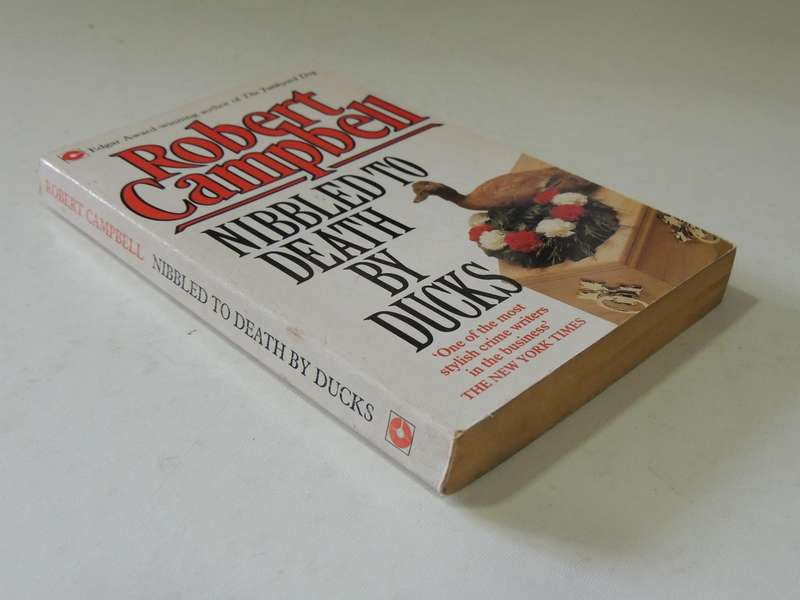 Edgar Award-winning author of The Junkyard Dog
Robert
Campbell
NIBBLED TO
DEATH
BY
DUCKS
'One of the most
stylish crime writers
in the business'
THE NEW YORK TIMES
ROBERT CAMPBELL NIBBLED TO DEATH BY DUCKS